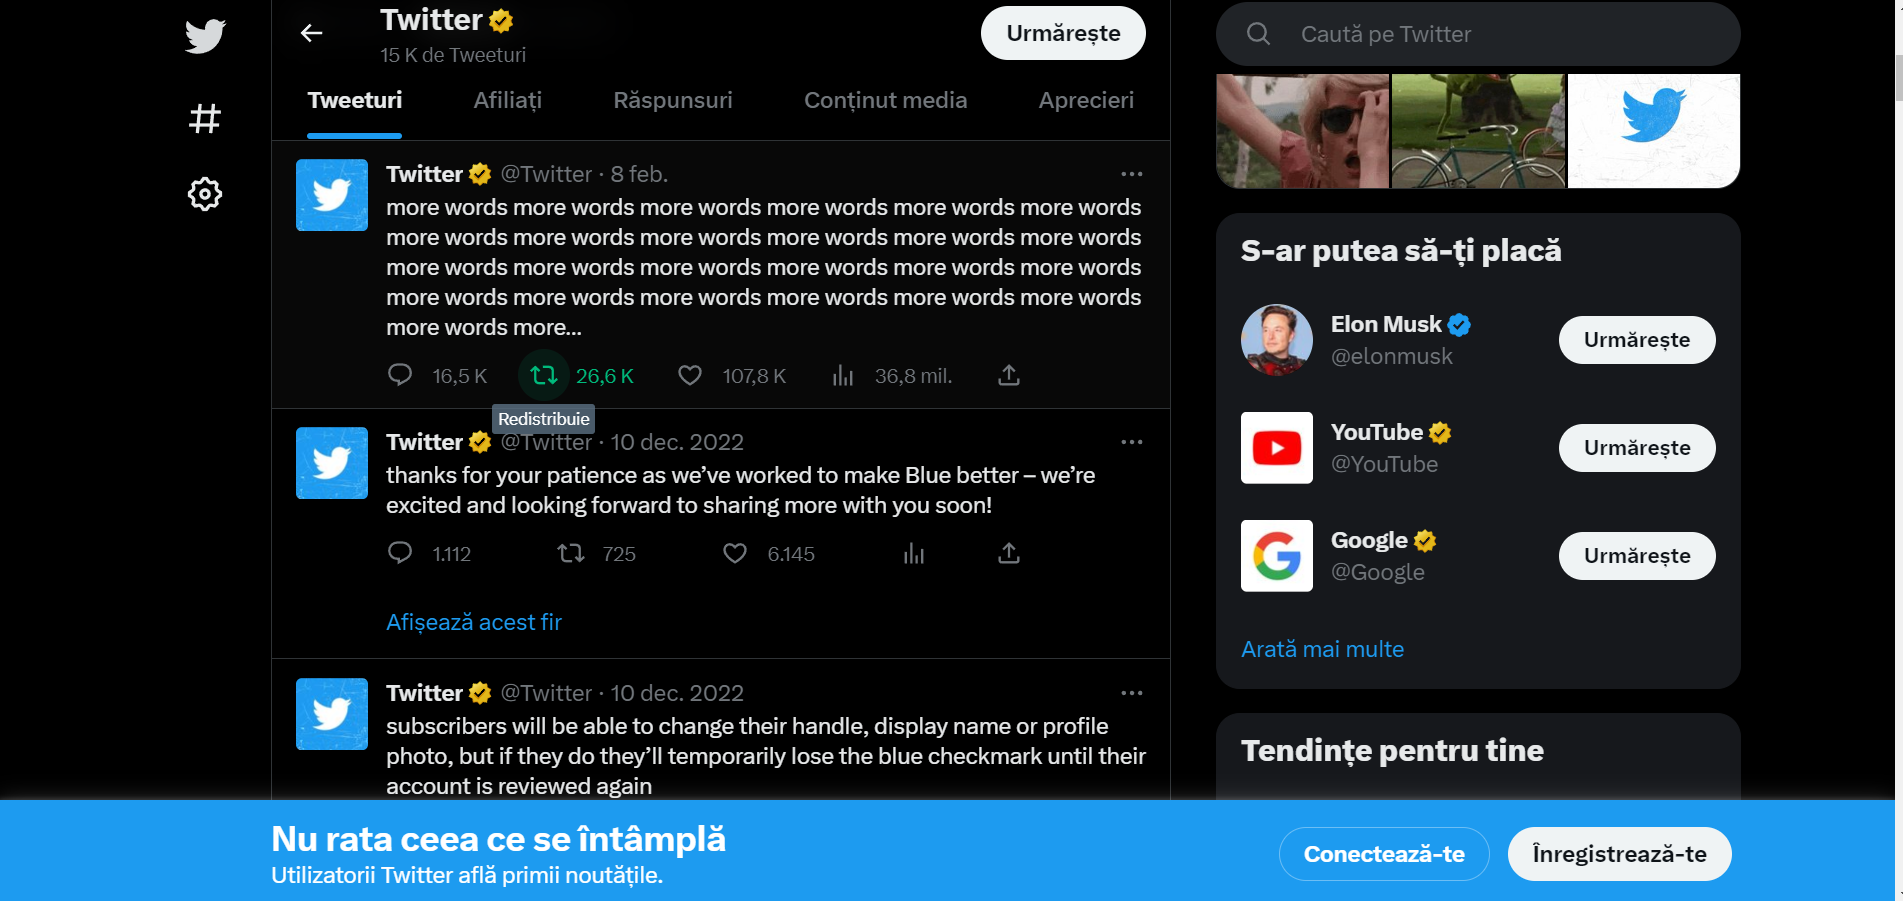 Twitter
15 K de Tweeturi
Urmărește
Tweeturi
Afiliați
Răspunsuri
Conținut media
Aprecieri
Twitter @Twitter · 8 feb.
more words more words more words more words more words more words
more words more words more words more words more words more words
more words more words more words more words more words more words
more words more words more words more words more words more words
more words more...
16,5 K
26,6 K
107,8 K
36,8 mil.
Redistribuie
Twitter @Twitter · 10 dec. 2022
thanks for your patience as we’ve worked to make Blue better – we’re
excited and looking forward to sharing more with you soon!
1.112
725
6.145
Afișează acest fir
Twitter @Twitter · 10 dec. 2022
subscribers will be able to change their handle, display name or profile
photo, but if they do they’ll temporarily lose the blue checkmark until their
account is reviewed again
Caută pe Twitter
S-ar putea să-ți placă
Elon Musk
@elonmusk
Urmărește
YouTube
@YouTube
Urmărește
Google
@Google
Urmărește
Arată mai multe
Tendințe pentru tine
Nu rata ceea ce se întâmplă
Utilizatorii Twitter află primii noutățile.
Conectează-te
Înregistrează-te